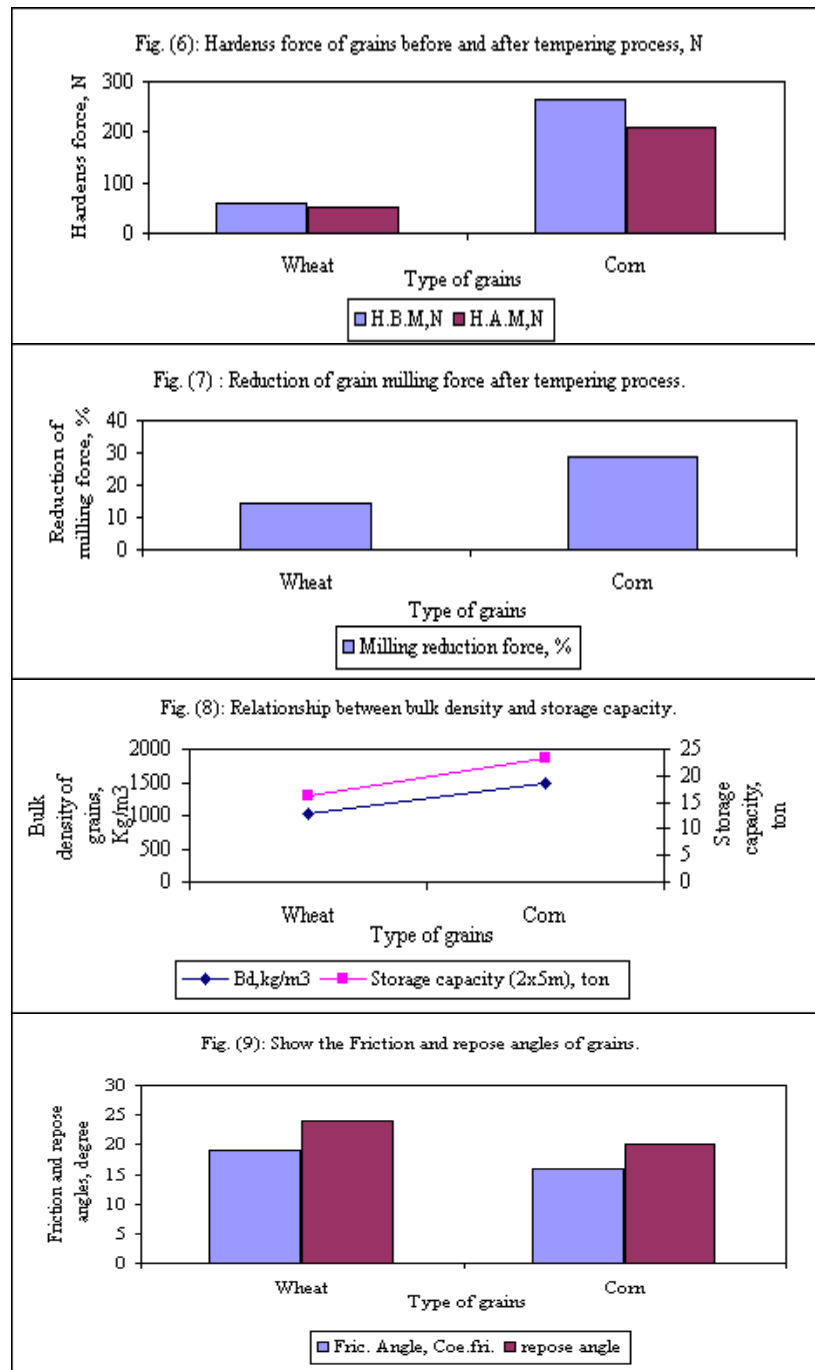 Fig. (6): Hardenss force of grains before and after tempering process, N
Hardenss force, N
300
200
100
0
Wheat Corn
Type of grains
H.B.M,N H.A.M,N
Fig. (7) : Reduction of grain milling force after tempering process.
Reduction of
milling force, %
40
30
20
10
0
Wheat Corn
Type of grains
Milling reduction force, %
Fig. (8): Relationship between bulk density and storage capacity.
Bulk
density of
grains,
Kg/m3
2000
1500
1000
500
0
25
20
15
10
5
0
Storage
capacity,
ton
Wheat Corn
Type of grains
Bd,kg/m3 Storage capacity (2x5m), ton
Fig. (9): Show the Friction and repose angles of grains.
Friction and repose
angles, degree
30
25
20
15
10
5
0
Wheat Corn
Type of grains
Fric. Angle, Coe.fri. repose angle